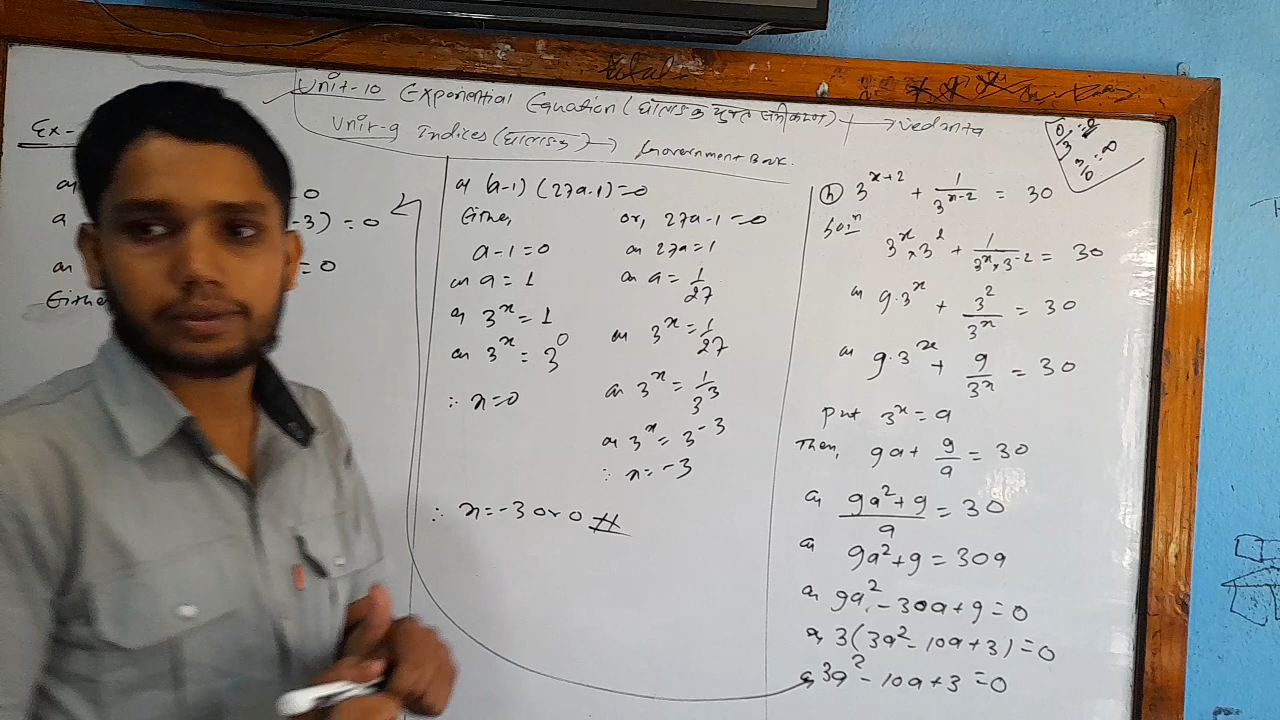 Unit-10 Exponential Equation (घाताङ्क युक्त समीकरण) → Vedanta
Unit-9 Indices (घाताङ्क) → Government Book.
Ex-
= 0
-3) = 0
= 0
Either
or (a-1) (27a-1) = 0
Either,
a-1=0
or a = 1
or 3^x = 1
or 3^x = 3^0
∴ x=0
or, 27a-1=0
or 27a=1
or a = 1/27
or 3^x = 1/27
or 3^x = 1/3^3
or 3^x = 3^-3
∴ x = -3
∴ x = -3 or 0 #
(h) 3^x+2 + 1/3^x-2 = 30
Sol^n
3^x × 3^2 + 1/3^x × 3^-2 = 30
or 9·3^x + 3^2/3^x = 30
or 9·3^x + 9/3^x = 30
put 3^x = a
Then, 9a + 9/a = 30
or 9a^2+9/a = 30
or 9a^2+9 = 30a
or 9a^2 - 30a+9=0
or 3(3a^2 - 10a+3)=0
or 3a^2 - 10a+3=0